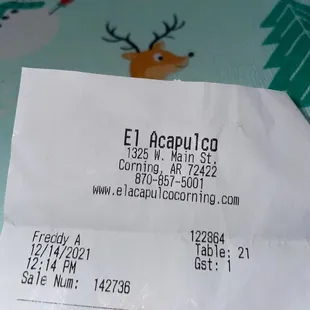 El Acapulco
1325 W. Main St.
Corning, AR 72422
870-857-5001
www.elacapulcocorning.com
Freddy A 122864
12/14/2021 Table: 21
12:14 PM Gst: 1
Sale Num: 142736